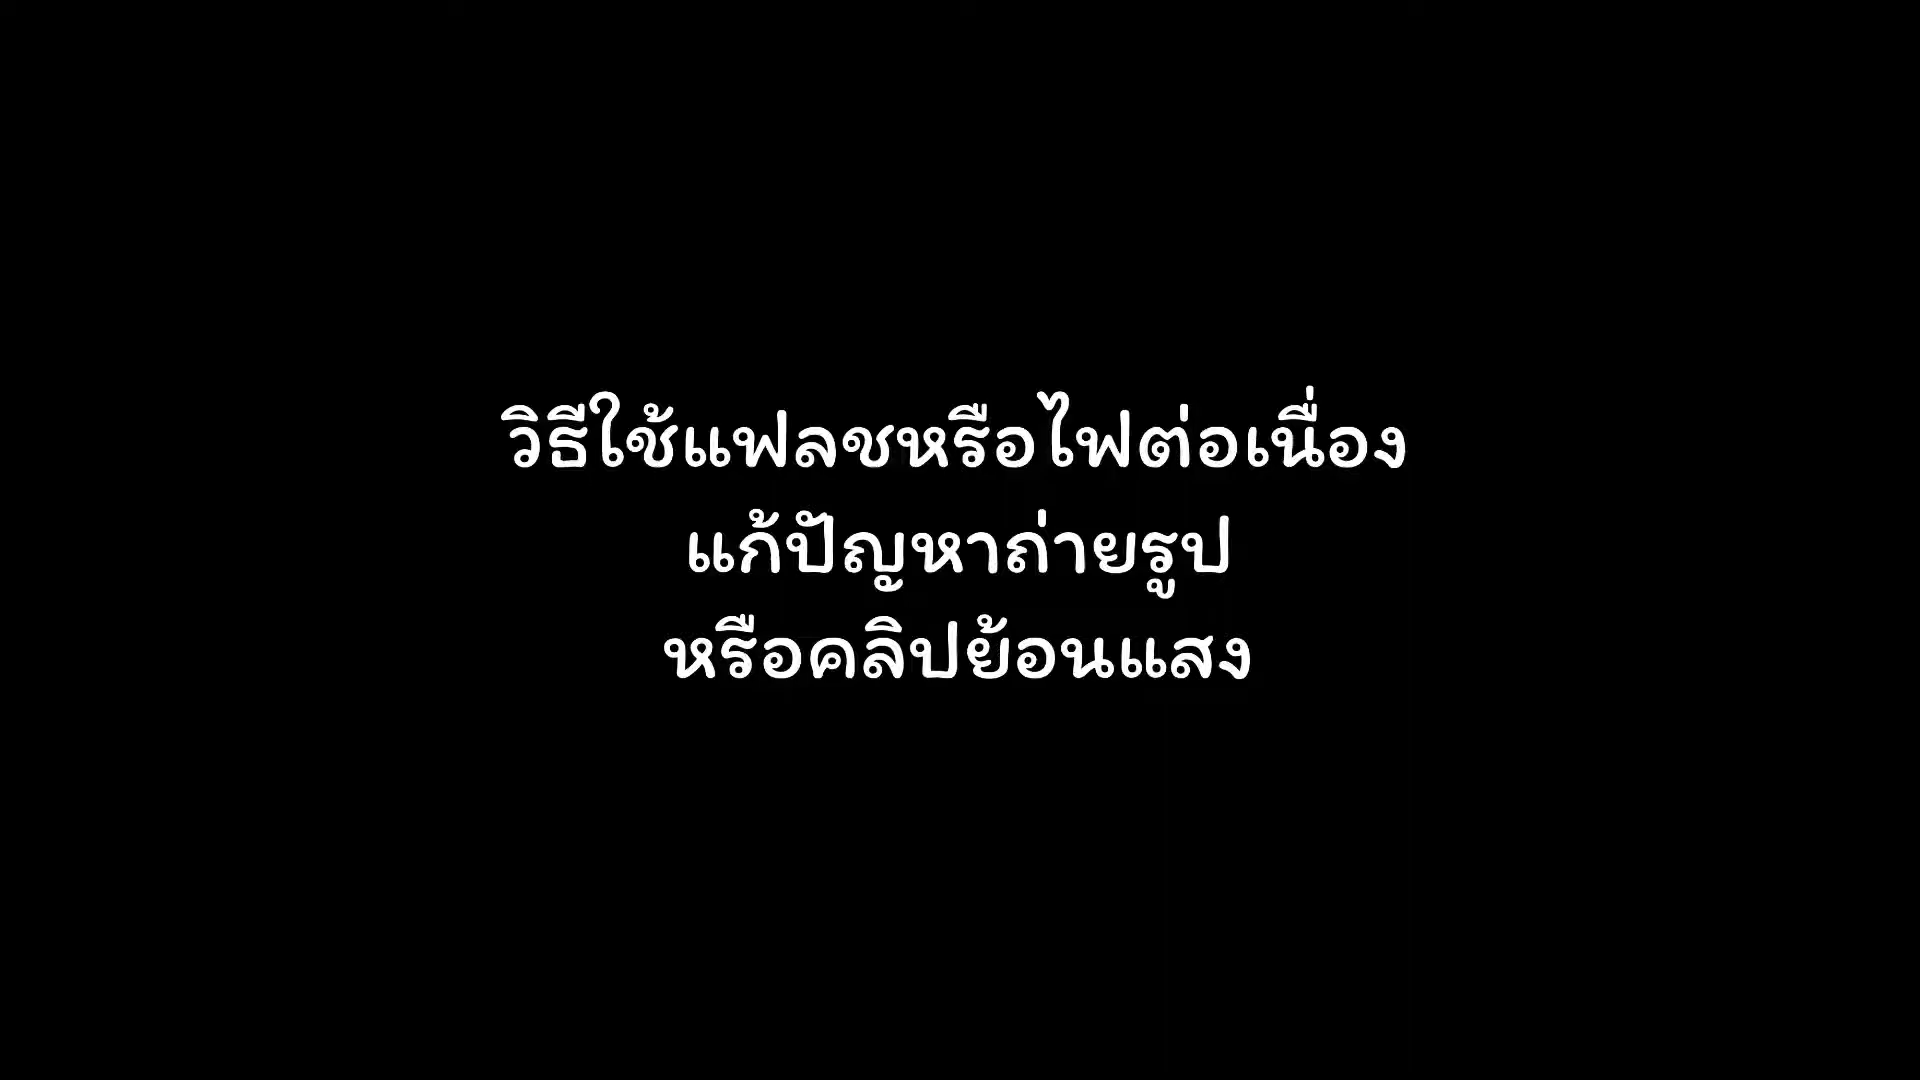 วิธีใช้แฟลชหรือไฟต่อเนื่อง
แก้ปัญหาถ่ายรูป
หรือคลิปย้อนแสง